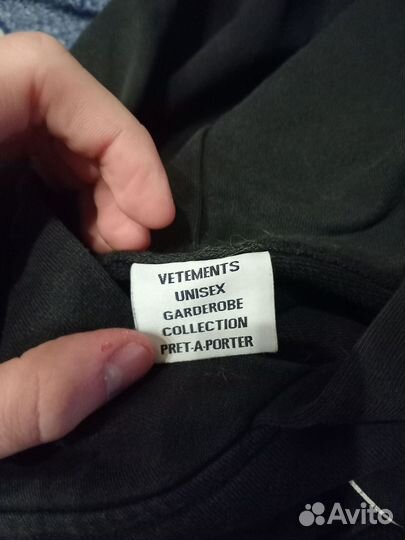 VETEMENTS
UNISEX
GARDEROBE
COLLECTION
PRET-A-PORTER
Avito